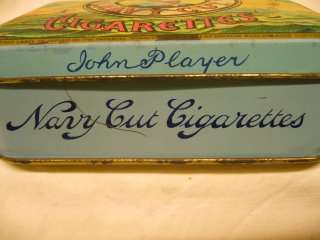 CIGARETTES
John Player
Navy Cut Cigarettes